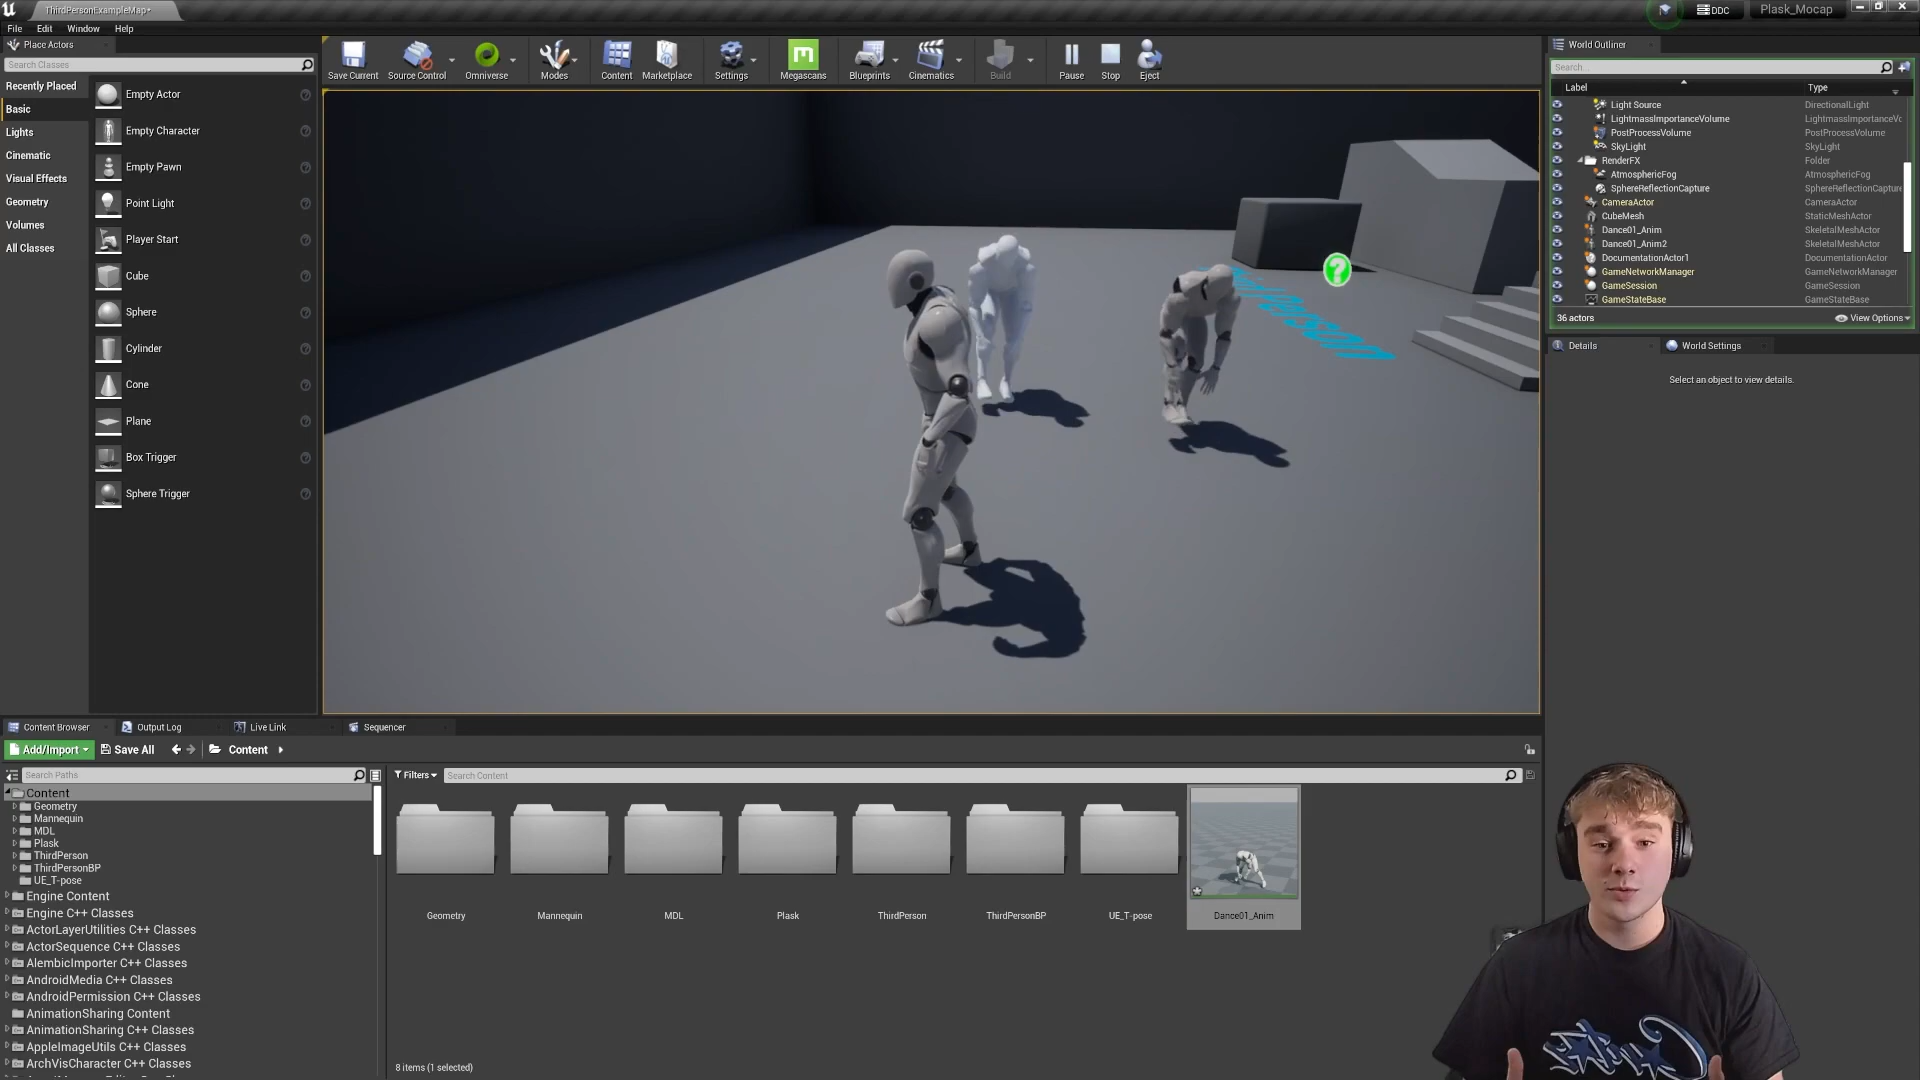 ThirdPersonExampleMap*
DDC
Plask_Mocap
File Edit Window Help
Place Actors
Search Classes
Recently Placed
Basic
Lights
Cinematic
Visual Effects
Geometry
Volumes
All Classes
Empty Actor
Empty Character
Empty Pawn
Point Light
Player Start
Cube
Sphere
Cylinder
Cone
Plane
Box Trigger
Sphere Trigger
Save Current
Source Control
Omniverse
Modes
Content
Marketplace
Settings
Megascans
Blueprints
Cinematics
Build
Pause
Stop
Eject
World Outliner
Search...
Label Type
Light Source DirectionalLight
LightmassImportanceVolume LightmassImportanceVo
PostProcessVolume PostProcessVolume
SkyLight SkyLight
RenderFX Folder
AtmosphericFog AtmosphericFog
SphereReflectionCapture SphereReflectionCapture
CameraActor CameraActor
CubeMesh StaticMeshActor
Dance01_Anim SkeletalMeshActor
Dance01_Anim2 SkeletalMeshActor
DocumentationActor1 DocumentationActor
GameNetworkManager GameNetworkManager
GameSession GameSession
GameStateBase GameStateBase
36 actors
View Options
Details
World Settings
Select an object to view details.
Content Browser
Output Log
Live Link
Sequencer
Add/Import
Save All
Content
Search Paths
Filters
Search Content
Content
Geometry
Mannequin
MDL
Plask
ThirdPerson
ThirdPersonBP
UE_T-pose
Engine Content
Engine C++ Classes
ActorLayerUtilities C++ Classes
ActorSequence C++ Classes
AlembicImporter C++ Classes
AndroidMedia C++ Classes
AndroidPermission C++ Classes
AnimationSharing Content
AnimationSharing C++ Classes
AppleImageUtils C++ Classes
ArchVisCharacter C++ Classes
Geometry
Mannequin
MDL
Plask
ThirdPerson
ThirdPersonBP
UE_T-pose
Dance01_Anim
8 items (1 selected)